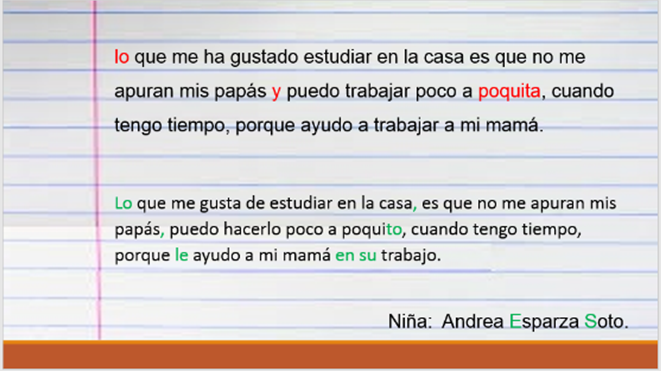 lo que me ha gustado estudiar en la casa es que no me
apuran mis papás y puedo trabajar poco a poquita, cuando
tengo tiempo, porque ayudo a trabajar a mi mamá.
Lo que me gusta de estudiar en la casa, es que no me apuran mis
papás, puedo hacerlo poco a poquito, cuando tengo tiempo,
porque le ayudo a mi mamá en su trabajo.
Niña: Andrea Esparza Soto.